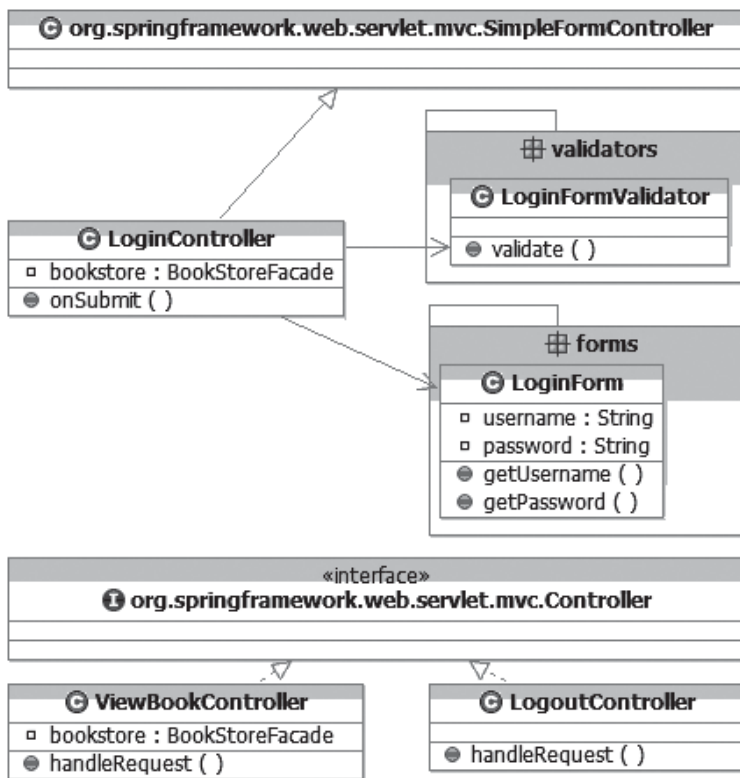 org.springframework.web.servlet.mvc.SimpleFormController
validators
LoginFormValidator
validate ( )
LoginController
bookstore : BookStoreFacade
onSubmit ( )
forms
LoginForm
username : String
password : String
getUsername ( )
getPassword ( )
«interface»
org.springframework.web.servlet.mvc.Controller
ViewBookController
bookstore : BookStoreFacade
handleRequest ( )
LogoutController
handleRequest ( )